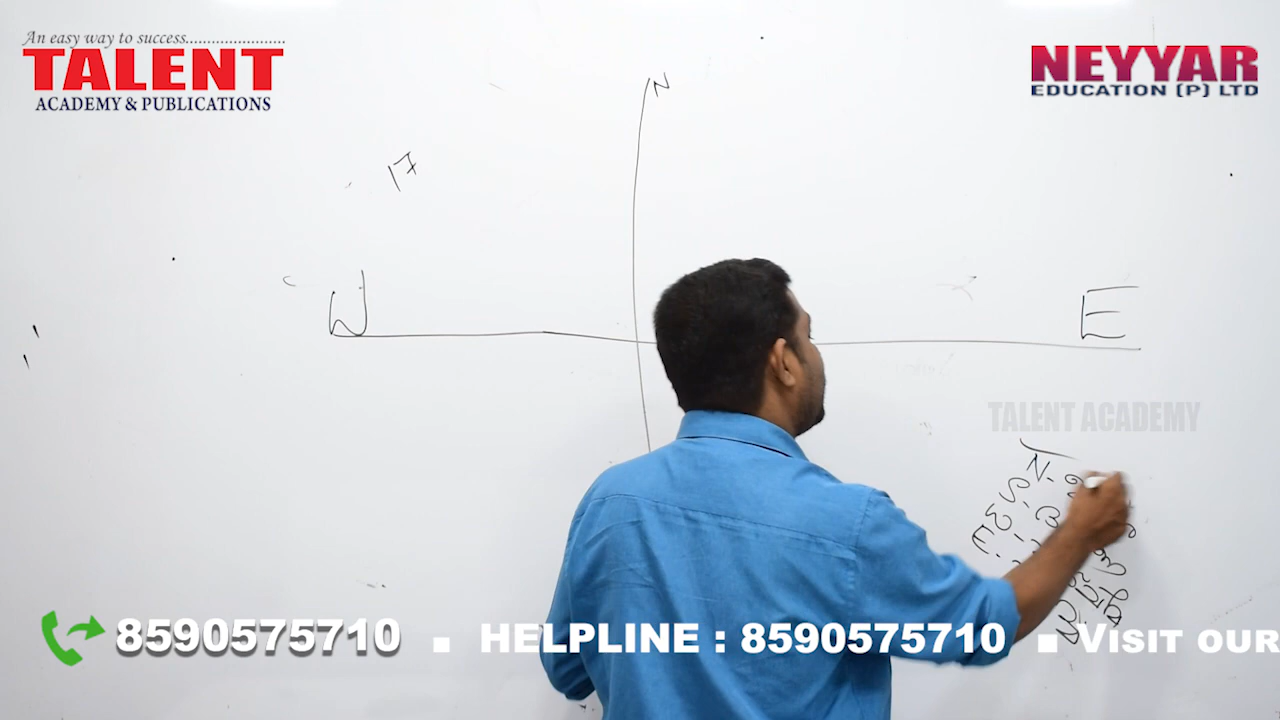 An easy way to success.......................
TALENT
ACADEMY & PUBLICATIONS
NEYYAR
EDUCATION (P) LTD
N
17
W
E
TALENT ACADEMY
N
S
W
E
8590575710 ▪ HELPLINE : 8590575710 ▪ VISIT OUR